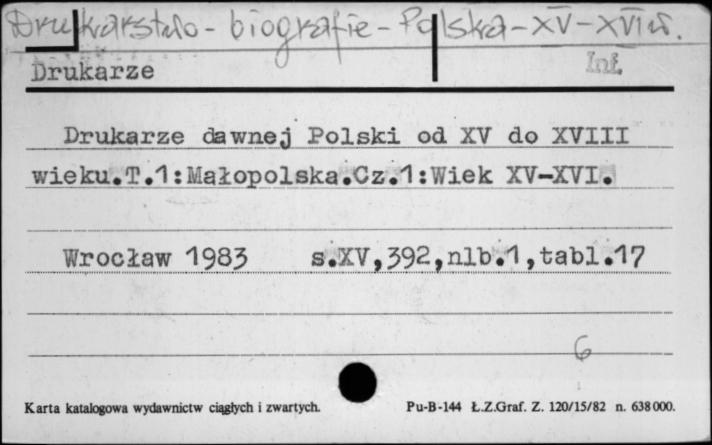 Drukarstwo - biografie - Polska - XV - XVI w.
Drukarze
Inf.
Drukarze dawnej Polski od XV do XVIII
wieku.T.1:Małopolska.Cz.1:Wiek XV-XVI.
Wrocław 1983 s.XV,392,nlb.1,tabl.17
6
Karta katalogowa wydawnictw ciągłych i zwartych. Pu-B-144 Ł.Z.Graf. Z. 120/15/82 n. 638000.